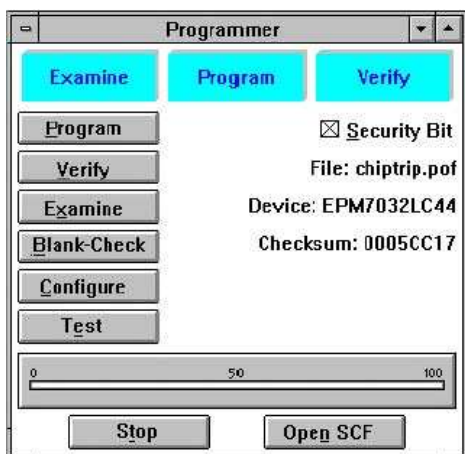 Programmer
Examine Program Verify
Program
Security Bit
Verify
File: chiptrip.pof
Examine
Device: EPM7032LC44
Blank-Check
Checksum: 0005CC17
Configure
Test
0 50 100
Stop Open SCF